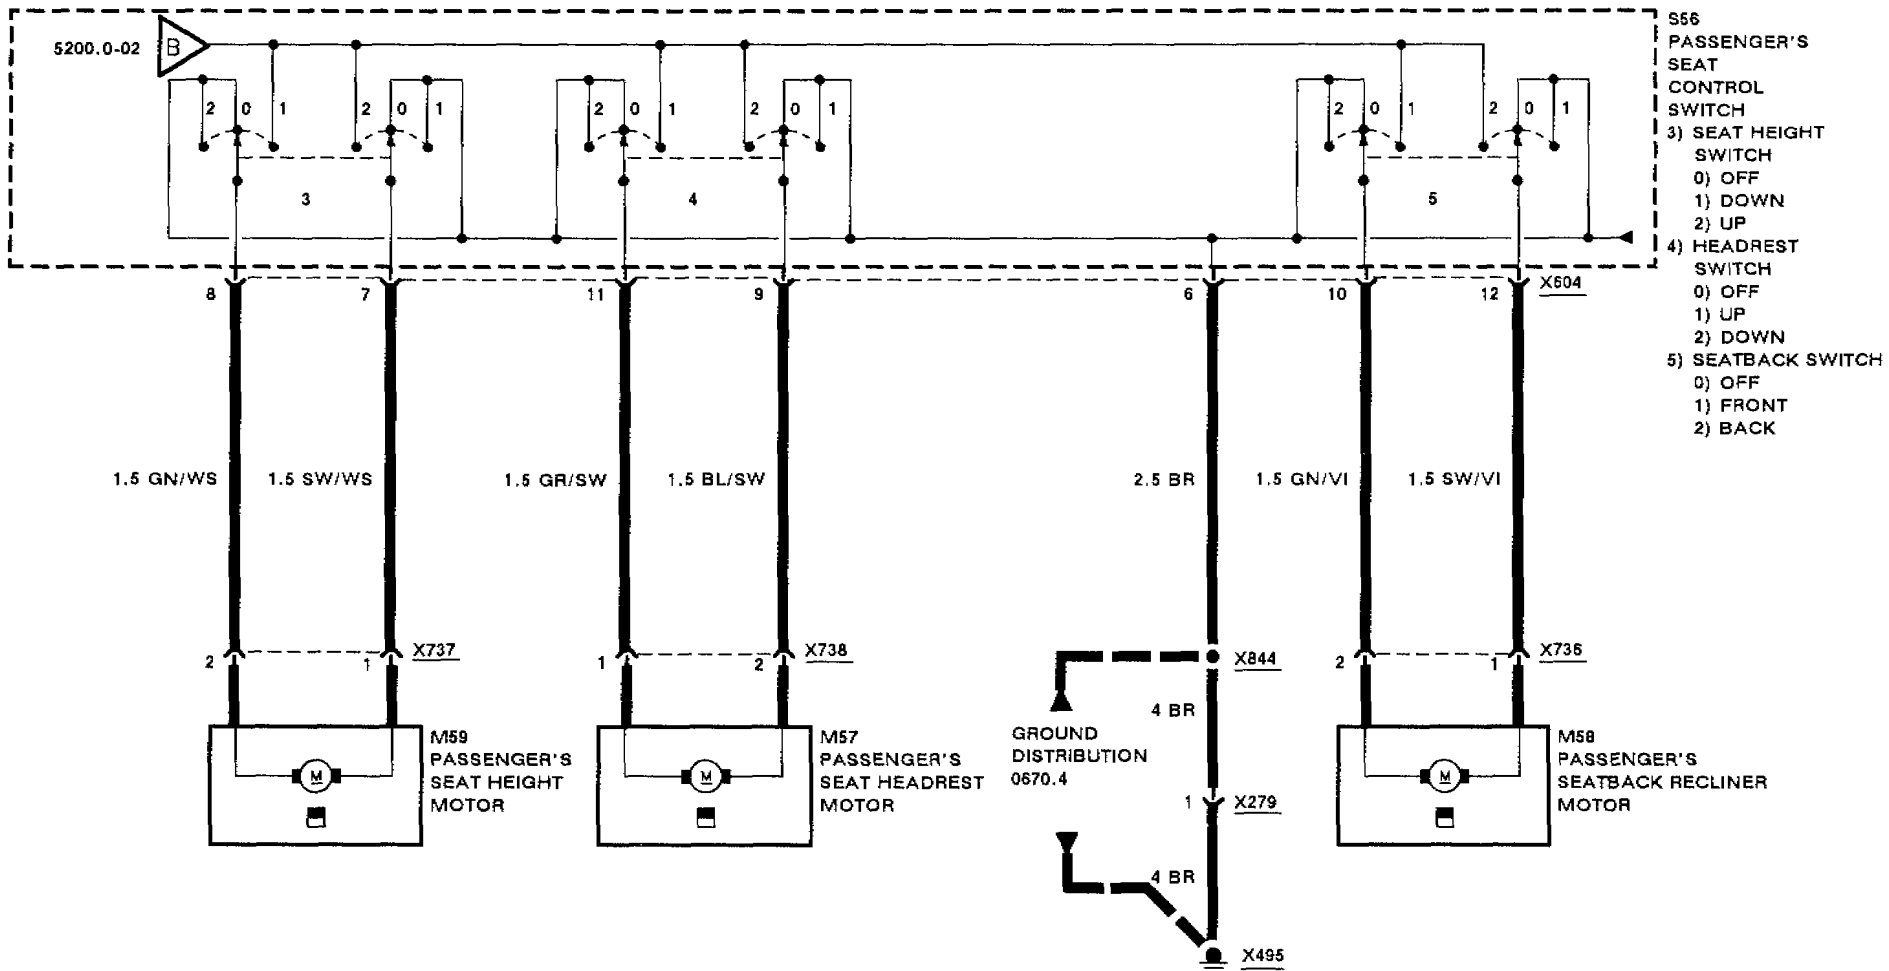 5200.0-02
B
2 0 1
2 0 1
2 0 1
2 0 1
2 0 1
2 0 1
3
4
5
S56
PASSENGER'S
SEAT
CONTROL
SWITCH
3) SEAT HEIGHT
SWITCH
0) OFF
1) DOWN
2) UP
4) HEADREST
SWITCH
0) OFF
1) UP
2) DOWN
5) SEATBACK SWITCH
0) OFF
1) FRONT
2) BACK
8
7
11
9
6
10
12
X604
1.5 GN/WS
1.5 SW/WS
1.5 GR/SW
1.5 BL/SW
2.5 BR
1.5 GN/VI
1.5 SW/VI
2
1
X737
1
2
X738
X844
2
1
X736
4 BR
GROUND
DISTRIBUTION
0670.4
M59
PASSENGER'S
SEAT HEIGHT
MOTOR
M
M57
PASSENGER'S
SEAT HEADREST
MOTOR
M
M58
PASSENGER'S
SEATBACK RECLINER
MOTOR
M
1
X279
4 BR
X495